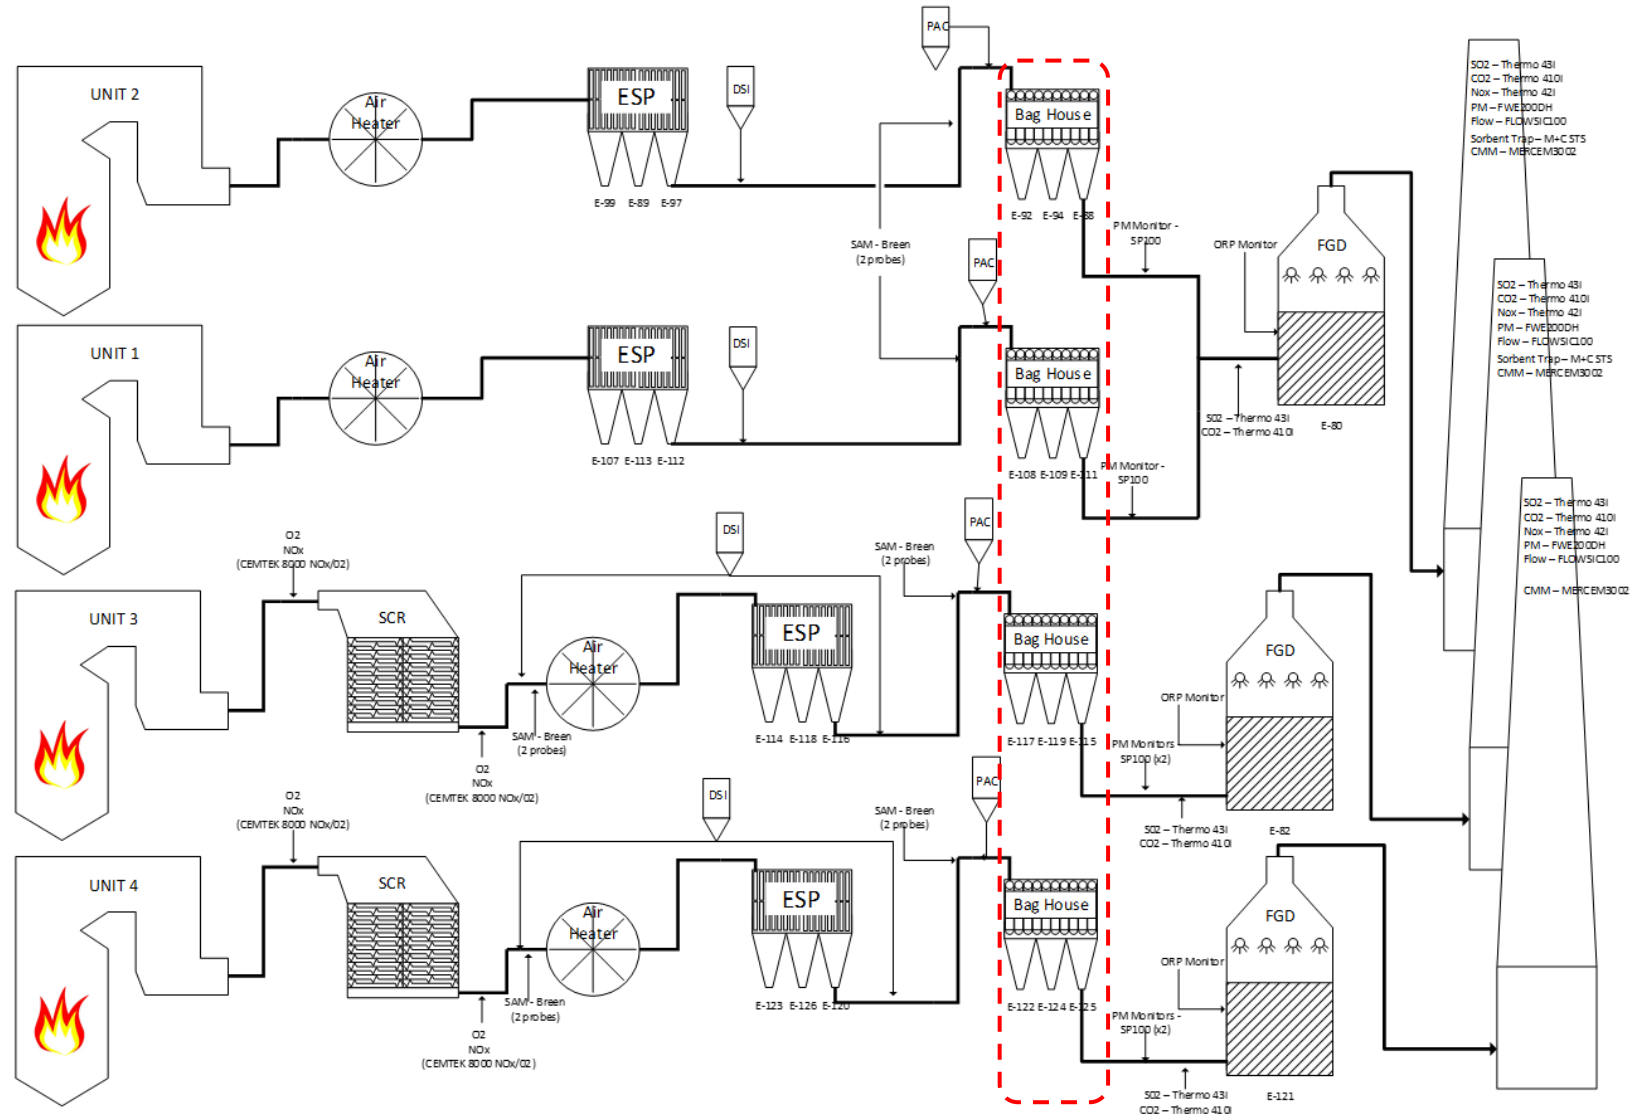 PAC
SO2 – Thermo 43i
CO2 – Thermo 410i
Nox – Thermo 42i
PM – FWE200DH
Flow – FLOWSIC100
Sorbent Trap – M+C STS
CMM – MERCEM3002
UNIT 2
Air
Heater
ESP
DSI
Bag House
E-99 E-89 E-97
E-92 E-94 E-88
SAM - Breen
(2 probes)
PM Monitor -
SP100
ORP Monitor
FGD
PAC
SO2 – Thermo 43i
CO2 – Thermo 410i
Nox – Thermo 42i
PM – FWE200DH
Flow – FLOWSIC100
Sorbent Trap – M+C STS
CMM – MERCEM3002
UNIT 1
Air
Heater
ESP
DSI
Bag House
E-107 E-113 E-112
E-108 E-109 E-111
PM Monitor -
SP100
S02 – Thermo 43i
CO2 – Thermo 410i
E-80
SO2 – Thermo 43i
CO2 – Thermo 410i
Nox – Thermo 42i
PM – FWE200DH
Flow – FLOWSIC100
CMM – MERCEM3002
O2
NOx
(CEMTEK 8000 NOx/02)
DSI
SAM - Breen
(2 probes)
PAC
UNIT 3
SCR
Air
Heater
ESP
Bag House
FGD
O2
NOx
(CEMTEK 8000 NOx/02)
SAM - Breen
(2 probes)
E-114 E-118 E-116
E-117 E-119 E-115
ORP Monitor
PM Monitors
SP100 (x2)
S02 – Thermo 43i
CO2 – Thermo 410i
E-82
O2
NOx
(CEMTEK 8000 NOx/02)
DSI
SAM - Breen
(2 probes)
PAC
UNIT 4
SCR
Air
Heater
ESP
Bag House
FGD
O2
NOx
(CEMTEK 8000 NOx/02)
SAM - Breen
(2 probes)
E-123 E-126 E-120
E-122 E-124 E-125
ORP Monitor
PM Monitors -
SP100 (x2)
S02 – Thermo 43i
CO2 – Thermo 410i
E-121